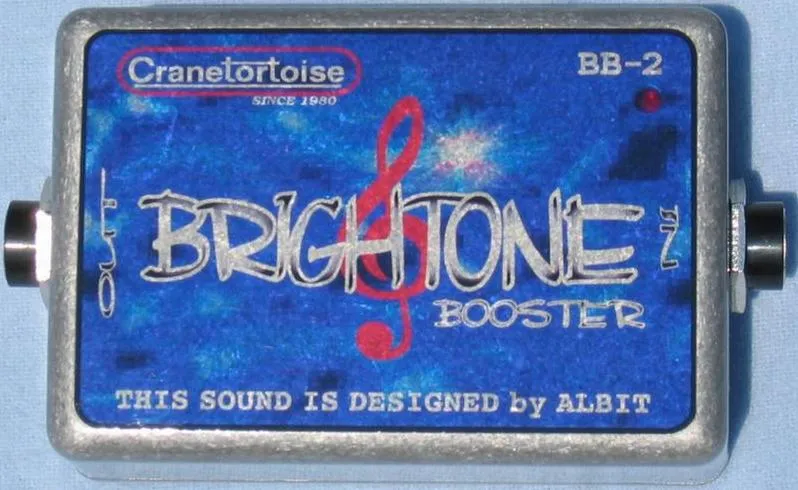 Cranetortoise
SINCE 1980
BB-2
OUT
BRIGHTONE
IN
BOOSTER
THIS SOUND IS DESIGNED by ALBIT